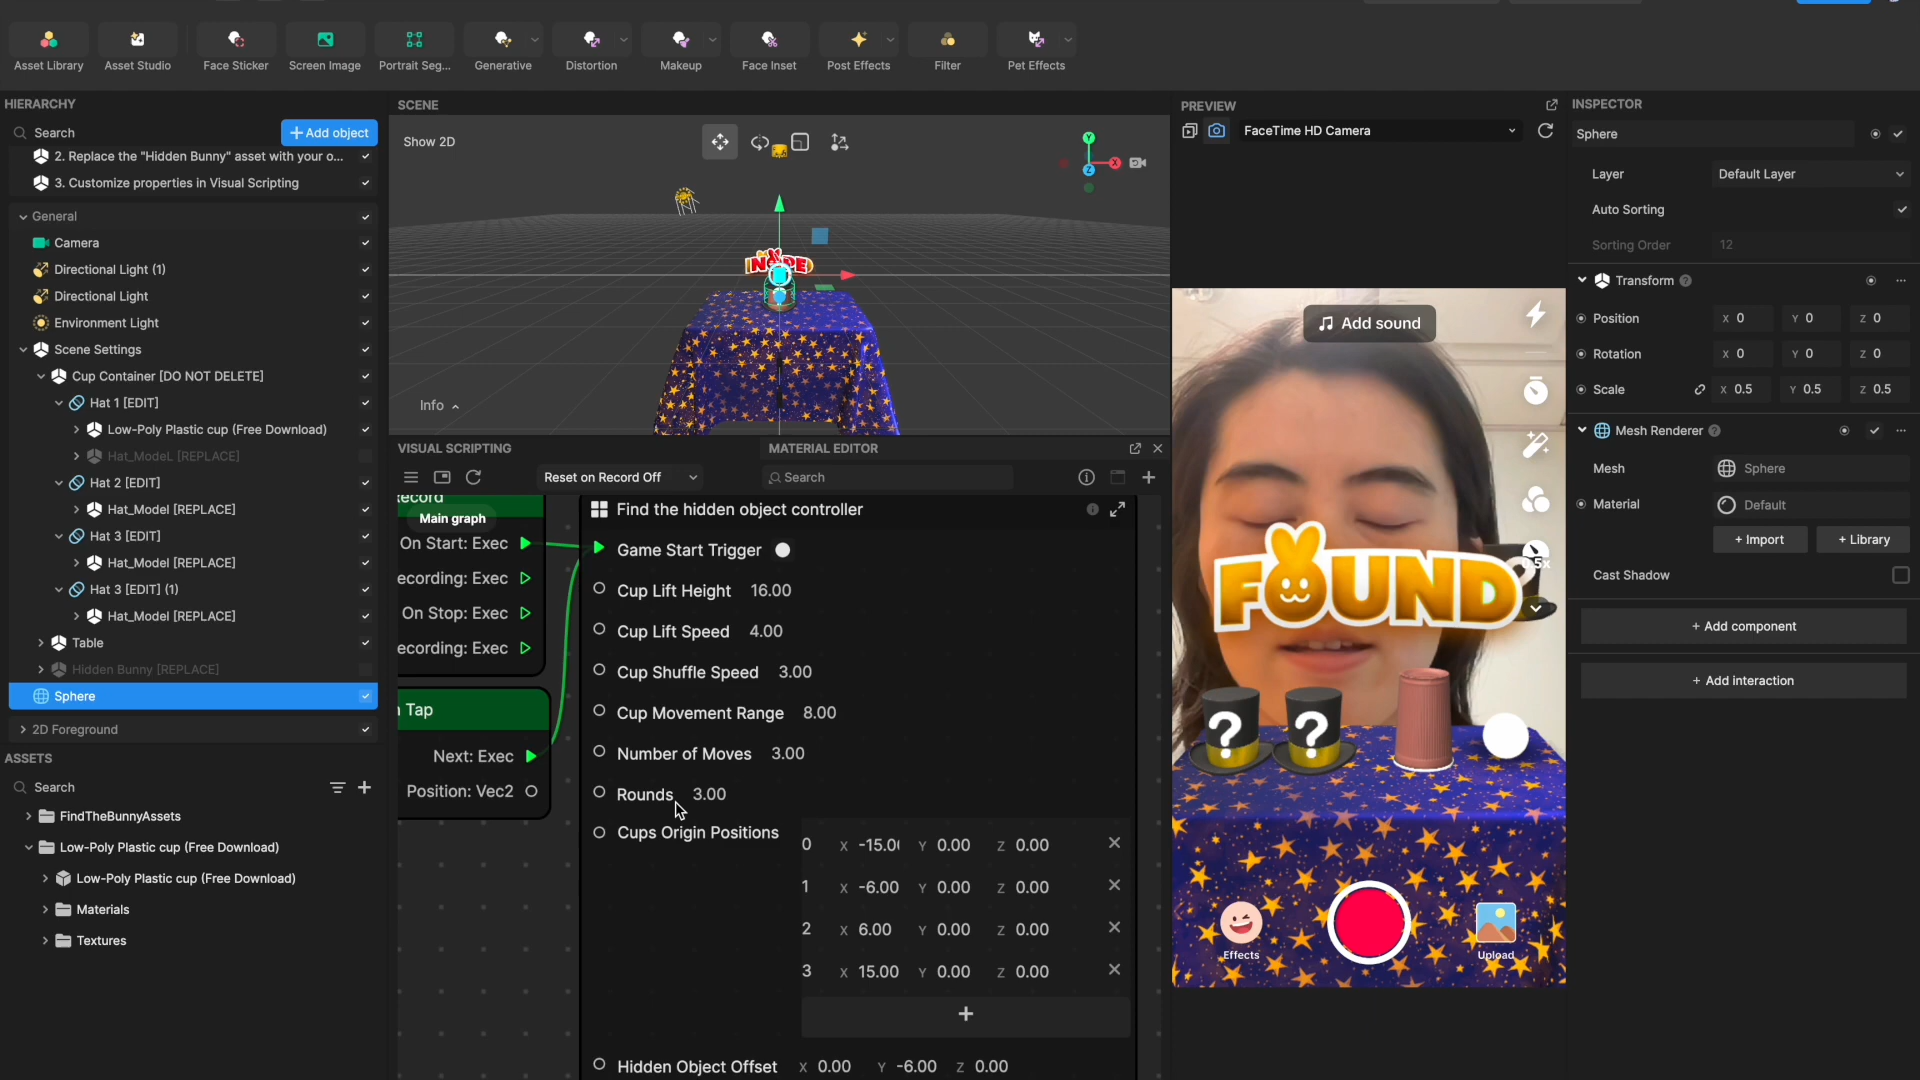 Asset Library
Asset Studio
Face Sticker
Screen Image
Portrait Seg...
Generative
Distortion
Makeup
Face Inset
Post Effects
Filter
Pet Effects
HIERARCHY
Search
Add object
2. Replace the "Hidden Bunny" asset with your o...
3. Customize properties in Visual Scripting
General
Camera
Directional Light (1)
Directional Light
Environment Light
Scene Settings
Cup Container [DO NOT DELETE]
Hat 1 [EDIT]
Low-Poly Plastic cup (Free Download)
Hat_ModeL [REPLACE]
Hat 2 [EDIT]
Hat_Model [REPLACE]
Hat 3 [EDIT]
Hat_Model [REPLACE]
Hat 3 [EDIT] (1)
Hat_Model [REPLACE]
Table
Hidden Bunny [REPLACE]
Sphere
2D Foreground
ASSETS
Search
FindTheBunnyAssets
Low-Poly Plastic cup (Free Download)
Low-Poly Plastic cup (Free Download)
Materials
Textures
SCENE
Show 2D
Y
X
Z
Info
VISUAL SCRIPTING
MATERIAL EDITOR
Reset on Record Off
Search
Main graph
On Start: Exec
ecording: Exec
On Stop: Exec
ecording: Exec
Tap
Next: Exec
Position: Vec2
Find the hidden object controller
Game Start Trigger
Cup Lift Height 16.00
Cup Lift Speed 4.00
Cup Shuffle Speed 3.00
Cup Movement Range 8.00
Number of Moves 3.00
Rounds 3.00
Cups Origin Positions
0 X -15.0 Y 0.00 Z 0.00
1 X -6.00 Y 0.00 Z 0.00
2 X 6.00 Y 0.00 Z 0.00
3 X 15.00 Y 0.00 Z 0.00
Hidden Object Offset X 0.00 Y -6.00 Z 0.00
PREVIEW
FaceTime HD Camera
Add sound
0.5x
FOUND
?
?
Effects
Upload
INSPECTOR
Sphere
Layer Default Layer
Auto Sorting
Sorting Order 12
Transform
Position X 0 Y 0 Z 0
Rotation X 0 Y 0 Z 0
Scale X 0.5 Y 0.5 Z 0.5
Mesh Renderer
Mesh Sphere
Material Default
+ Import + Library
Cast Shadow
+ Add component
+ Add interaction